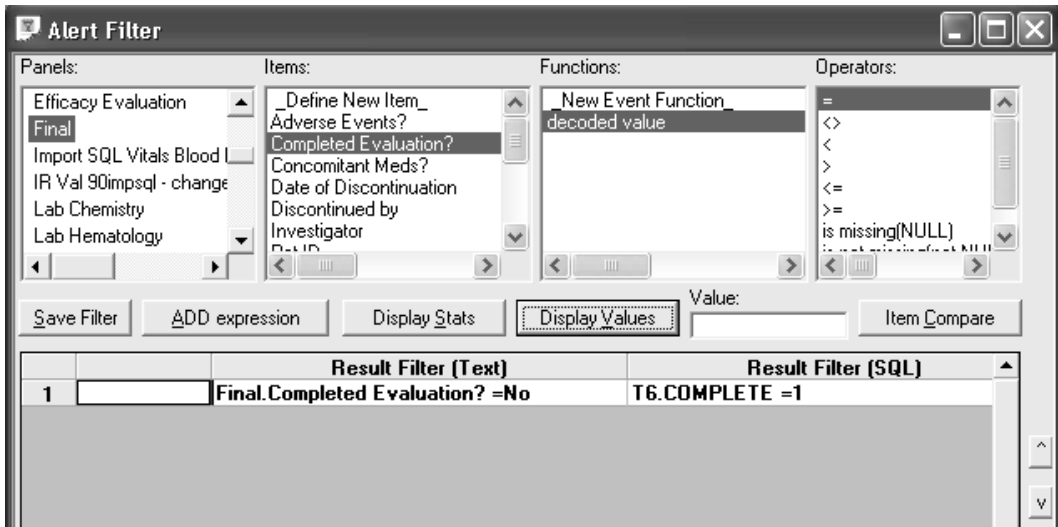 Alert Filter
Panels:
Items:
Functions:
Operators:
Efficacy Evaluation
Final
Import SQL Vitals Blood
IR Val 90impsql - change
Lab Chemistry
Lab Hematology
_Define New Item_
Adverse Events?
Completed Evaluation?
Concomitant Meds?
Date of Discontinuation
Discontinued by
Investigator
_New Event Function_
decoded value
=
<>
<
>
<=
>=
is missing(NULL)
Save Filter
ADD expression
Display Stats
Display Values
Value:
Item Compare
Result Filter (Text)
Result Filter (SQL)
1
Final.Completed Evaluation? =No
T6.COMPLETE =1
^
v